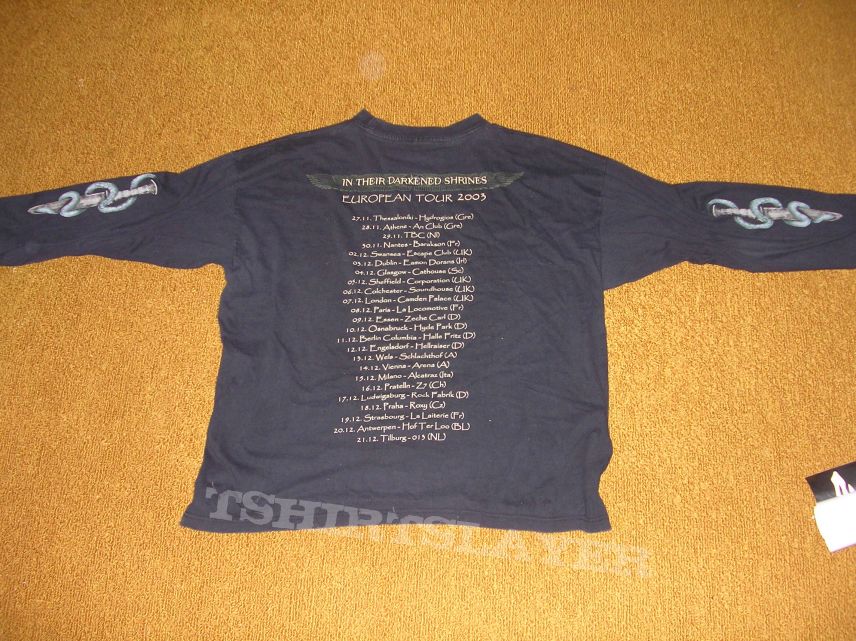 IN THEIR DARKENED SHRINES
EUROPEAN TOUR 2003
27.11. Thessaloniki - Hydrogios (Gre)
28.11. Athens - An Club (Gre)
29.11. TBC (NI)
30.11. Nantes - Barakson (Fr)
02.12. Swansea - Escape Club (UK)
03.12. Dublin - Eamon Dorans (Ir)
04.12. Glasgow - Cathouse (Sc)
05.12. Sheffield - Corporation (UK)
06.12. Colchester - Soundhouse (UK)
07.12. London - Camden Palace (UK)
08.12. Paris - La Locomotive (Fr)
09.12. Essen - Zeche Carl (D)
10.12. Osnabruck - Hyde Park (D)
11.12. Berlin Columbia - Halle Fritz (D)
12.12. Engelsdorf - Hellraiser (D)
13.12. Wels - Schlachthof (A)
14.12. Vienna - Arena (A)
15.12. Milano - Alcatraz (Ita)
16.12. Pratelln - Z7 (Ch)
17.12. Ludwigsburg - Rock Fabrik (D)
18.12. Praha - Roxy (Cz)
19.12. Strasbourg - La Laiterie (Fr)
20.12. Antwerpen - Hof Ter Loo (BL)
21.12. Tilburg - 013 (NL)
TSHIRTSLAYER